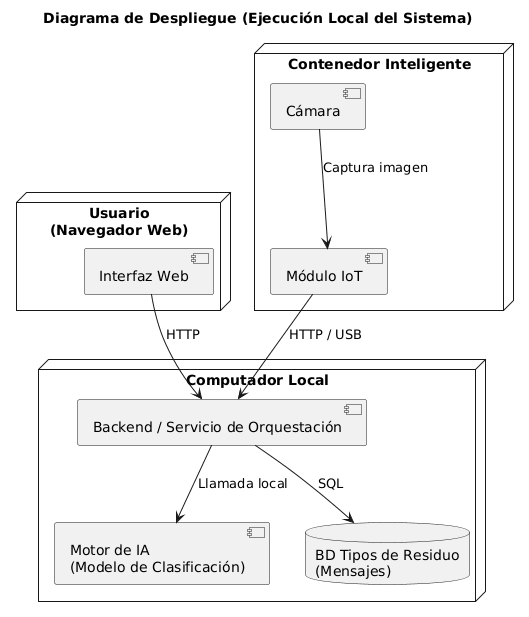 Diagrama de Despliegue (Ejecución Local del Sistema)
Contenedor Inteligente
Cámara
Captura imagen
Usuario
(Navegador Web)
Interfaz Web
Módulo IoT
HTTP
HTTP / USB
Computador Local
Backend / Servicio de Orquestación
Llamada local
SQL
Motor de IA
(Modelo de Clasificación)
BD Tipos de Residuo
(Mensajes)